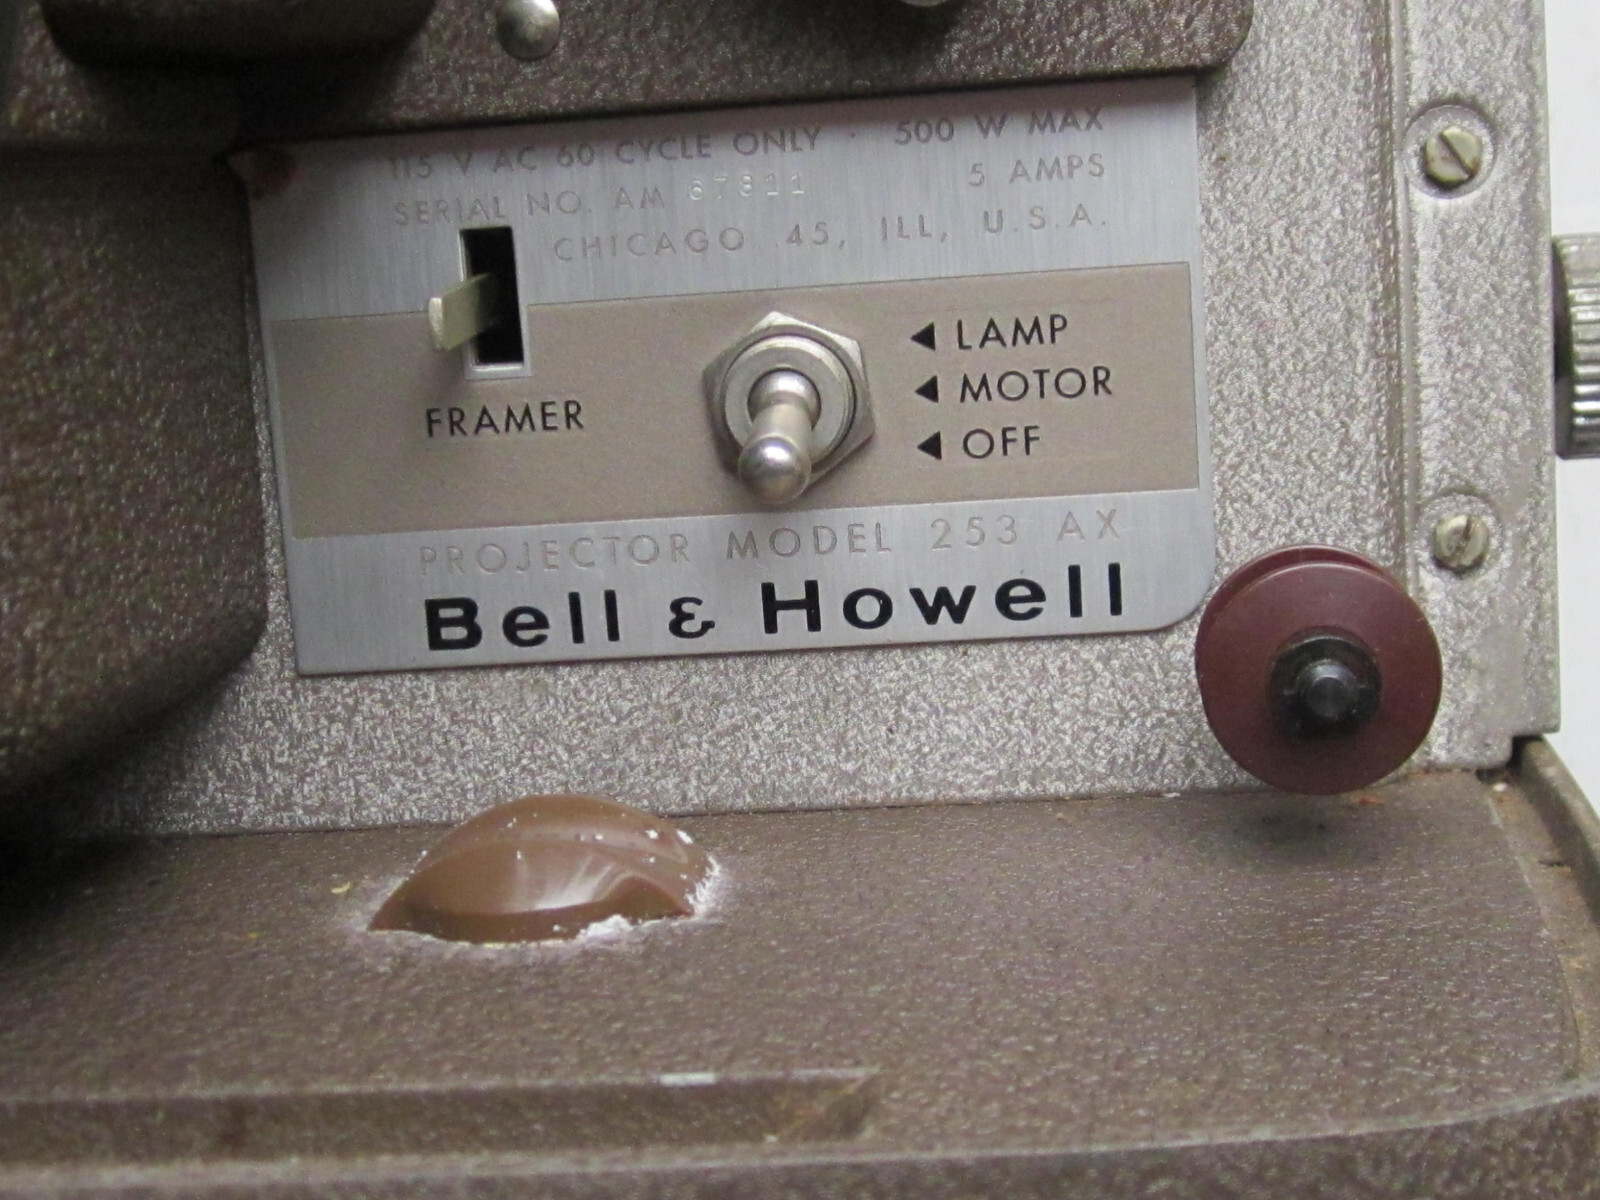 115 V AC 60 CYCLE ONLY · 500 W MAX
SERIAL NO. AM 67811 5 AMPS
CHICAGO 45, ILL, U.S.A.
◀ LAMP
◀ MOTOR
◀ OFF
FRAMER
PROJECTOR MODEL 253 AX
Bell & Howell